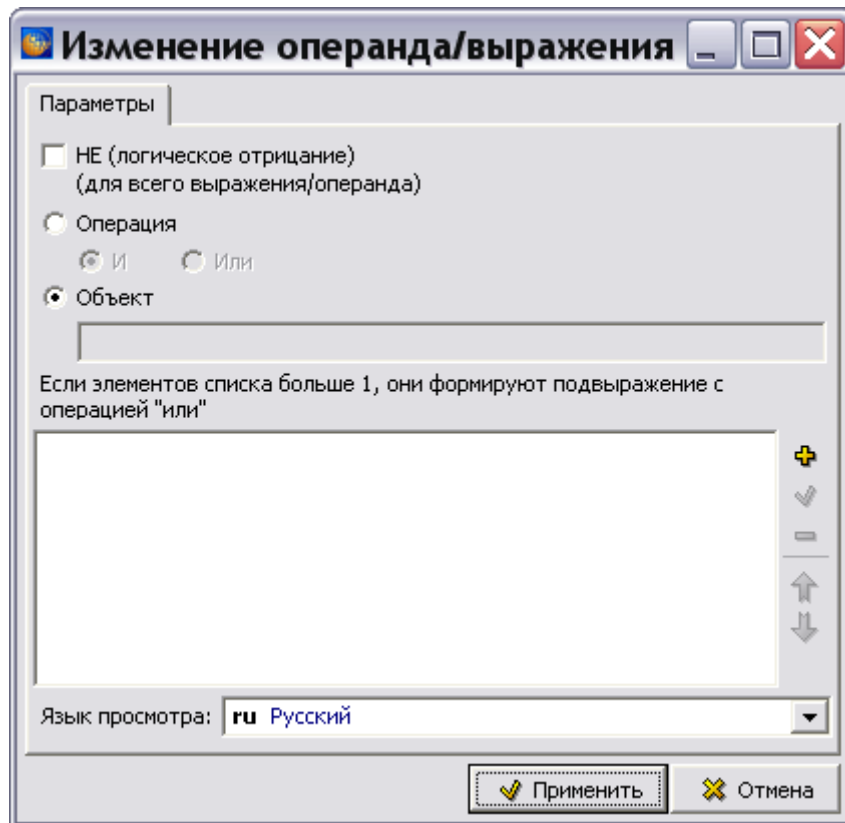 Изменение операнда/выражения
Параметры
НЕ (логическое отрицание)
(для всего выражения/операнда)
Операция
И Или
Объект
Если элементов списка больше 1, они формируют подвыражение с
операцией "или"
Язык просмотра: ru Русский
Применить Отмена